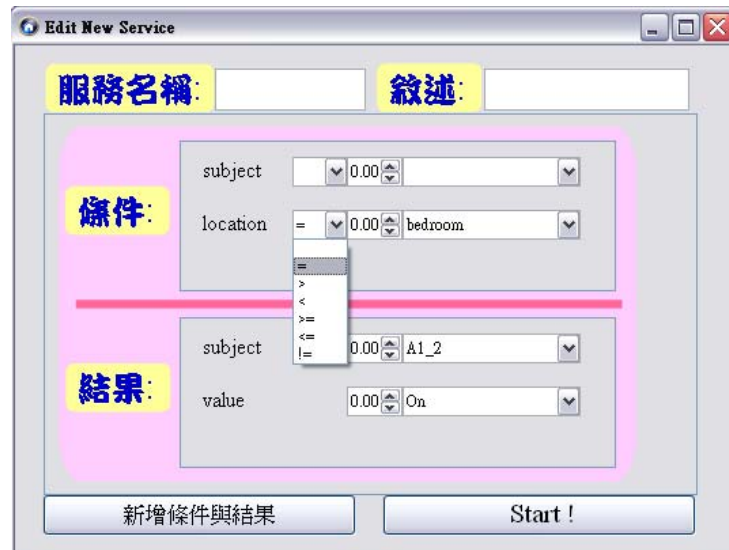 Edit New Service
服務名稱: 敘述:
條件:
subject 0.00
location = 0.00 bedroom
=
>
<
>=
<=
!=
結果:
subject 0.00 A1_2
value 0.00 On
新增條件與結果 Start !